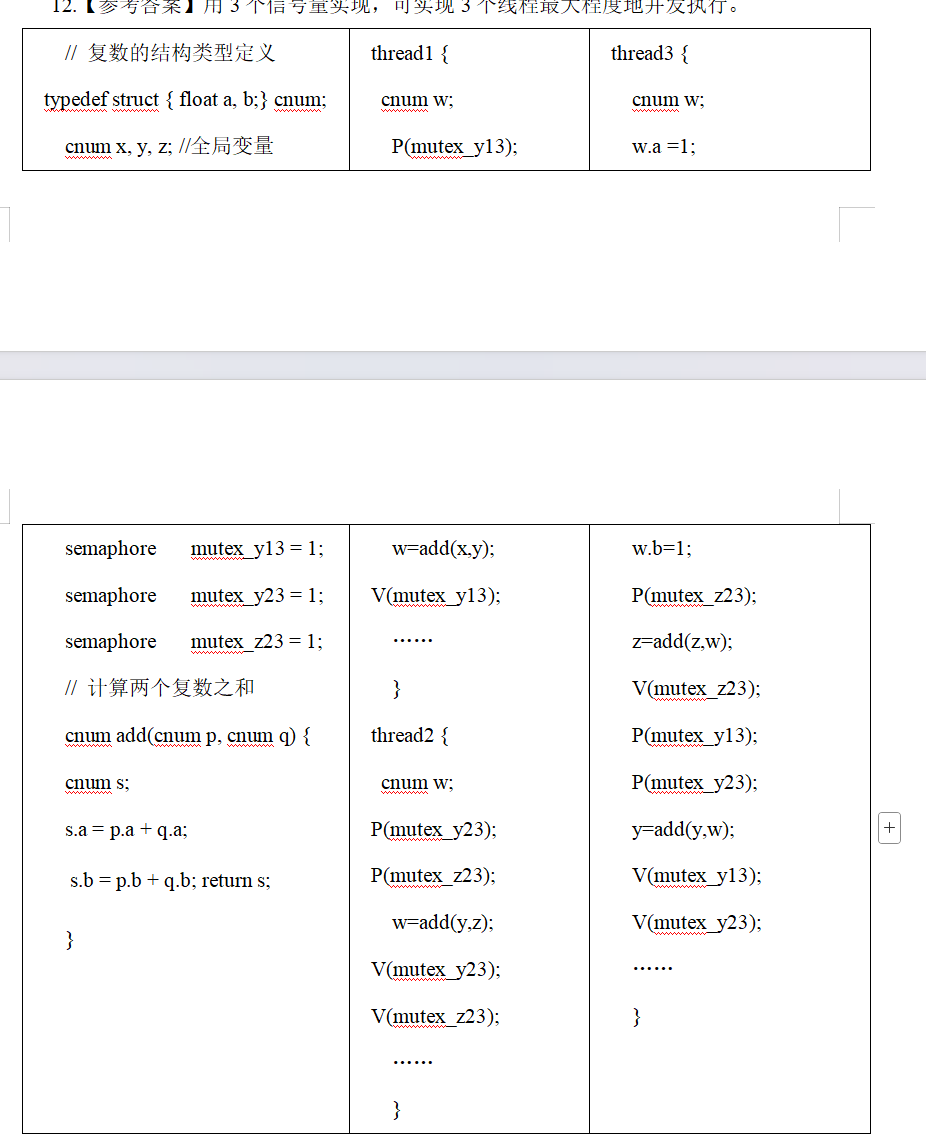 12.【参考答案】用 3 个信号量实现，可实现 3 个线程最大程度地并发执行。
// 复数的结构类型定义
typedef struct { float a, b;} cnum;
cnum x, y, z; //全局变量
thread1 {
cnum w;
P(mutex_y13);
thread3 {
cnum w;
w.a =1;
semaphore mutex_y13 = 1;
semaphore mutex_y23 = 1;
semaphore mutex_z23 = 1;
// 计算两个复数之和
cnum add(cnum p, cnum q) {
cnum s;
s.a = p.a + q.a;
s.b = p.b + q.b; return s;
}
w=add(x,y);
V(mutex_y13);
……
}
thread2 {
cnum w;
P(mutex_y23);
P(mutex_z23);
w=add(y,z);
V(mutex_y23);
V(mutex_z23);
……
}
w.b=1;
P(mutex_z23);
z=add(z,w);
V(mutex_z23);
P(mutex_y13);
P(mutex_y23);
y=add(y,w);
V(mutex_y13);
V(mutex_y23);
……
}